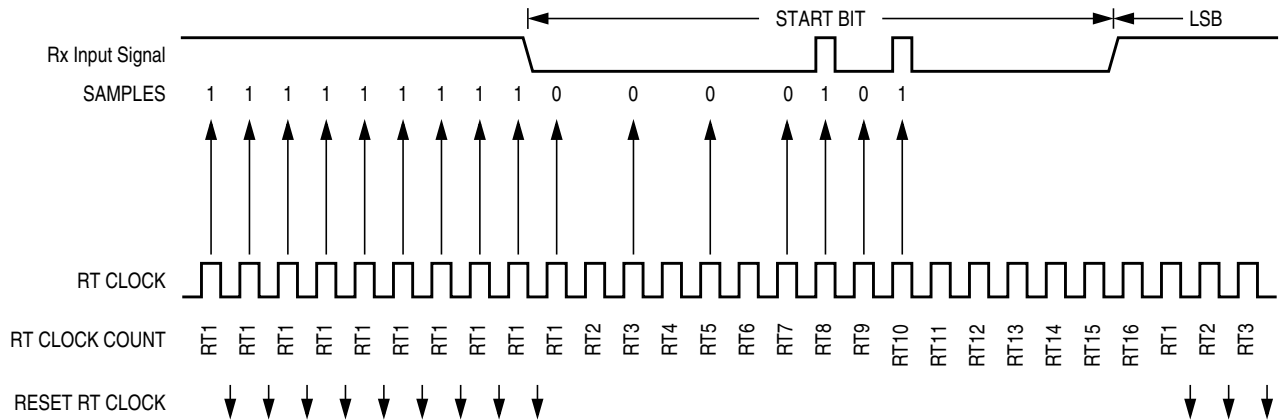 START BIT LSB
Rx Input Signal
SAMPLES 1 1 1 1 1 1 1 1 1 0 0 0 0 1 0 1
RT CLOCK
RT CLOCK COUNT RT1 RT1 RT1 RT1 RT1 RT1 RT1 RT1 RT1 RT1 RT2 RT3 RT4 RT5 RT6 RT7 RT8 RT9 RT10 RT11 RT12 RT13 RT14 RT15 RT16 RT1 RT2 RT3
RESET RT CLOCK